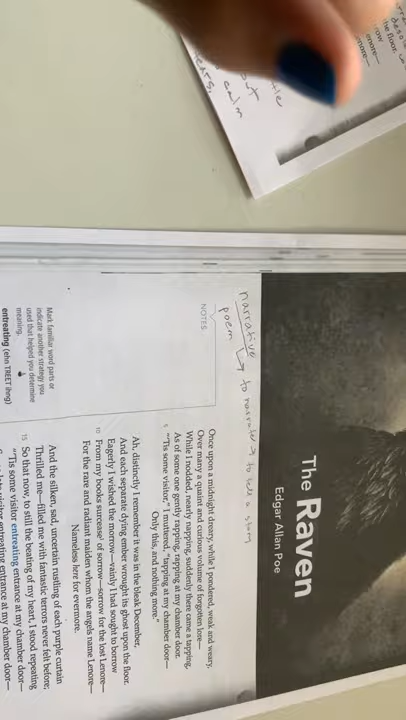 The Raven
Edgar Allan Poe
narrative
poem → to narrate → to tell a story
NOTES
Once upon a midnight dreary, while I pondered, weak and weary,
Over many a quaint and curious volume of forgotten lore—
While I nodded, nearly napping, suddenly there came a tapping,
As of some one gently rapping, rapping at my chamber door.
5 "'Tis some visitor," I muttered, "tapping at my chamber door—
Only this, and nothing more."
Ah, distinctly I remember it was in the bleak December,
And each separate dying ember wrought its ghost upon the floor.
Eagerly I wished the morrow—vainly I had sought to borrow
10 From my books surcease of sorrow—sorrow for the lost Lenore—
For the rare and radiant maiden whom the angels name Lenore—
Nameless here for evermore.
And the silken, sad, uncertain rustling of each purple curtain
Thrilled me—filled me with fantastic terrors never felt before;
15 So that now, to still the beating of my heart, I stood repeating
"'Tis some visitor entreating entrance at my chamber door—
Mark familiar word parts or
indicate another strategy you
used that helped you determine
meaning.
entreating (ehn TREET ihng)
the floor.
calm